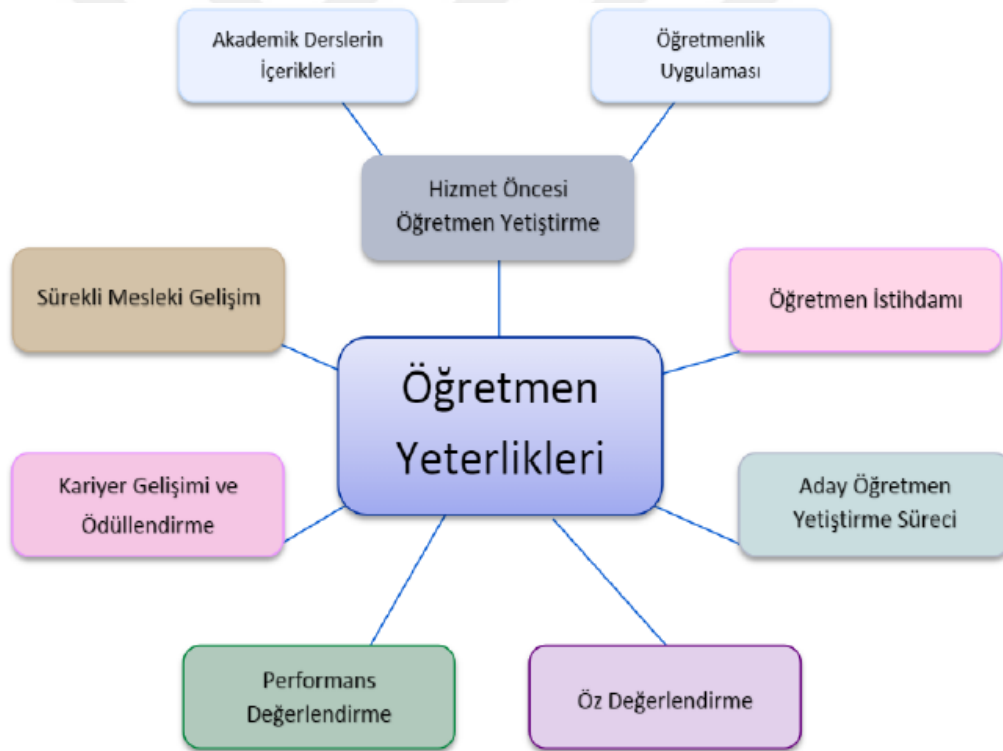 Akademik Derslerin
İçerikleri
Öğretmenlik
Uygulaması
Hizmet Öncesi
Öğretmen Yetiştirme
Sürekli Mesleki Gelişim
Öğretmen İstihdamı
Öğretmen
Yeterlikleri
Kariyer Gelişimi ve
Ödüllendirme
Aday Öğretmen
Yetiştirme Süreci
Performans
Değerlendirme
Öz Değerlendirme